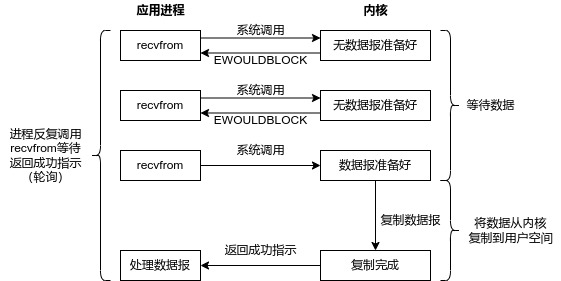 应用进程
内核
recvfrom
系统调用
EWOULDBLOCK
无数据报准备好
recvfrom
系统调用
EWOULDBLOCK
无数据报准备好
等待数据
进程反复调用
recvfrom等待
返回成功指示
（轮询）
recvfrom
系统调用
数据报准备好
复制数据报
将数据从内核
复制到用户空间
处理数据报
返回成功指示
复制完成